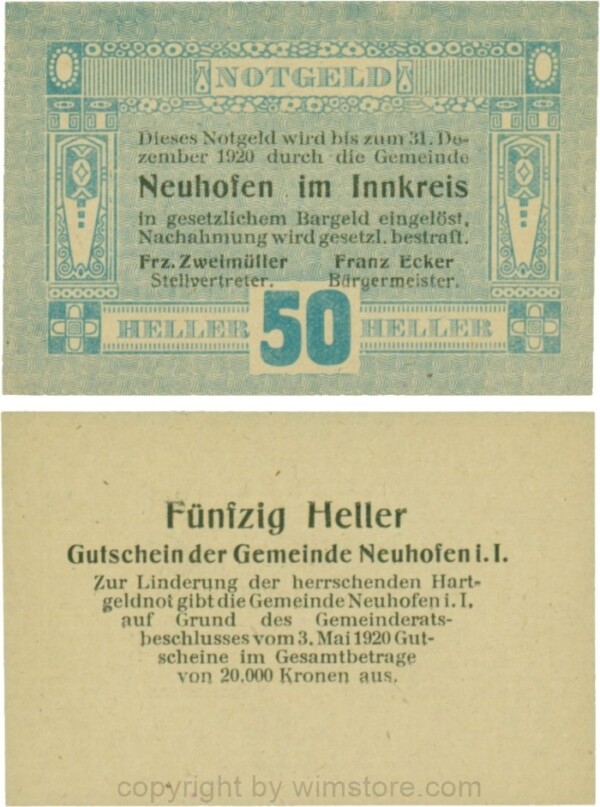 NOTGELD
Dieses Notgeld wird bis zum 31. De-
zember 1920 durch die Gemeinde
Neuhofen im Innkreis
in gesetzlichem Bargeld eingelöst.
Nachahmung wird gesetzl. bestraft.
Frz. Zweimüller Franz Ecker
Stellvertreter. Bürgermeister.
HELLER 50 HELLER
Fünfzig Heller
Gutschein der Gemeinde Neuhofen i. I.
Zur Linderung der herrschenden Hart-
geldnot gibt die Gemeinde Neuhofen i. I.
auf Grund des Gemeinderats-
beschlusses vom 3. Mai 1920 Gut-
scheine im Gesamtbetrage
von 20.000 Kronen aus.
copyright by wimstore.com